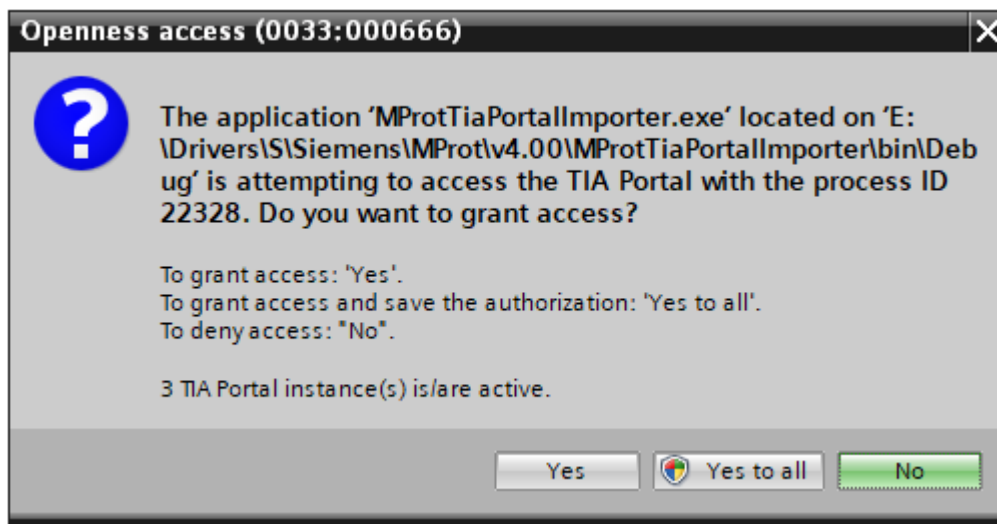 Openness access (0033:000666)
The application ‘MProtTiaPortalImporter.exe’ located on ‘E:
\Drivers\S\Siemens\MProt\v4.00\MProtTiaPortalImporter\bin\Deb
ug’ is attempting to access the TIA Portal with the process ID
22328. Do you want to grant access?
To grant access: 'Yes'.
To grant access and save the authorization: 'Yes to all'.
To deny access: "No".
3 TIA Portal instance(s) is/are active.
Yes
Yes to all
No